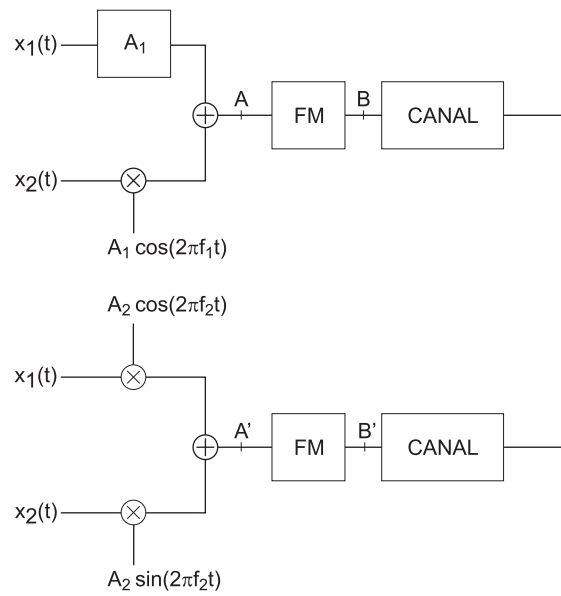 x₁(t)
A₁
A
B
FM
CANAL
x₂(t)
A₁ cos(2πf₁t)
A₂ cos(2πf₂t)
x₁(t)
A'
B'
FM
CANAL
x₂(t)
A₂ sin(2πf₂t)